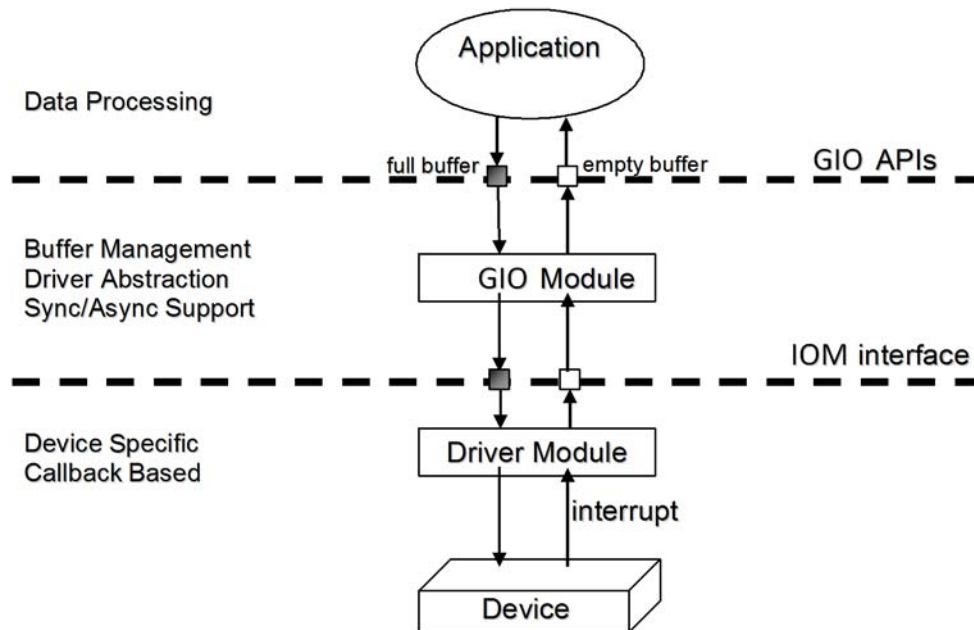 Application
Data Processing
full buffer
empty buffer
GIO APIs
Buffer Management
Driver Abstraction
Sync/Async Support
GIO Module
IOM interface
Device Specific
Callback Based
Driver Module
interrupt
Device